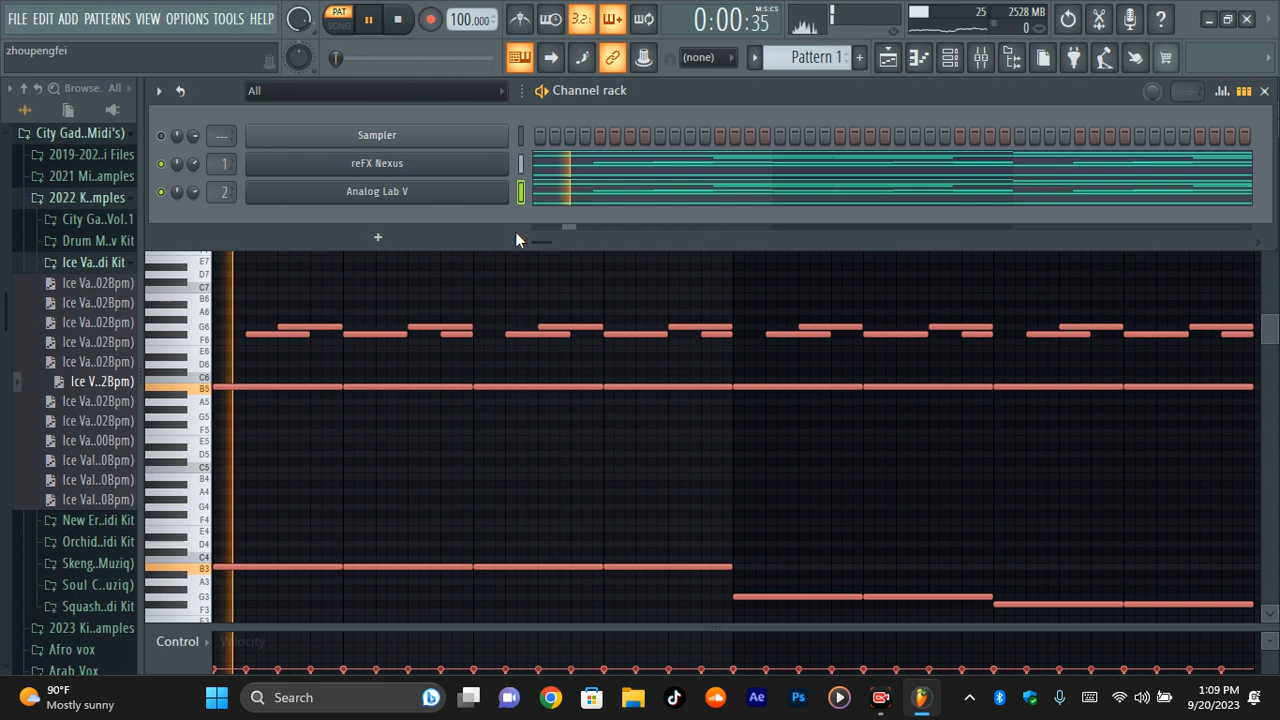 FILE EDIT ADD PATTERNS VIEW OPTIONS TOOLS HELP
PAT
SONG
100.000
3.2.
0:00:35
M:S:CS
25
2528 MB
0
zhoupengfei
(none)
Pattern 1
Browse.. All
All
Channel rack
City Gad..Midi's)
2019-202..i Files
2021 Mi..amples
2022 K..mples
City Ga..Vol.1
Drum M..v Kit
Ice Va..di Kit
Ice Va..02Bpm)
Ice Va..02Bpm)
Ice Va..02Bpm)
Ice Va..02Bpm)
Ice Va..02Bpm)
Ice V..2Bpm)
Ice Va..02Bpm)
Ice Va..02Bpm)
Ice Va..00Bpm)
Ice Val..0Bpm)
Ice Val..0Bpm)
Ice Val..0Bpm)
New Er..idi Kit
Orchid..idi Kit
Skeng..Muziq)
Soul C..uziq)
Squash..di Kit
2023 Ki..amples
Afro vox
Arab Vox
---
Sampler
1
reFX Nexus
2
Analog Lab V
+
E7
D7
C7
B6
A6
G6
F6
E6
D6
C6
B5
A5
G5
F5
E5
D5
C5
B4
A4
G4
F4
E4
D4
C4
B3
A3
G3
F3
Control
Velocity
90°F
Mostly sunny
Search
Ae
Ps
1:09 PM
9/20/2023